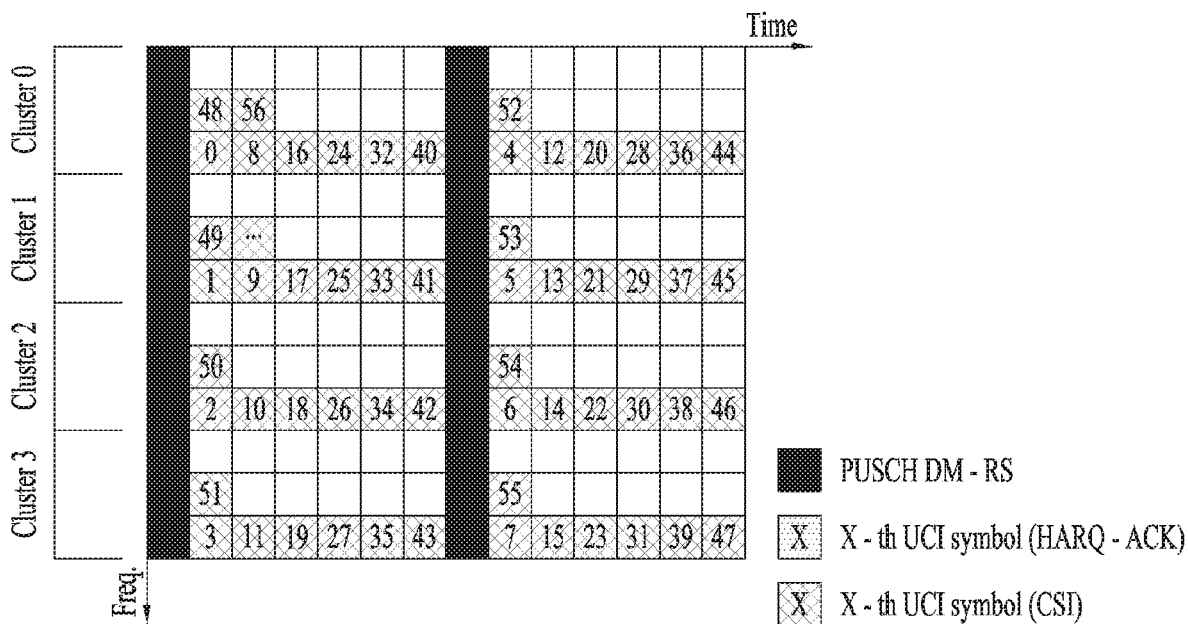 Time
Cluster 0
48 56 52
0 8 16 24 32 40 4 12 20 28 36 44
Cluster 1
49 ... 53
1 9 17 25 33 41 5 13 21 29 37 45
Cluster 2
50 54
2 10 18 26 34 42 6 14 22 30 38 46
Cluster 3
51 55
3 11 19 27 35 43 7 15 23 31 39 47
Freq.
PUSCH DM - RS
X X - th UCI symbol (HARQ - ACK)
X X - th UCI symbol (CSI)